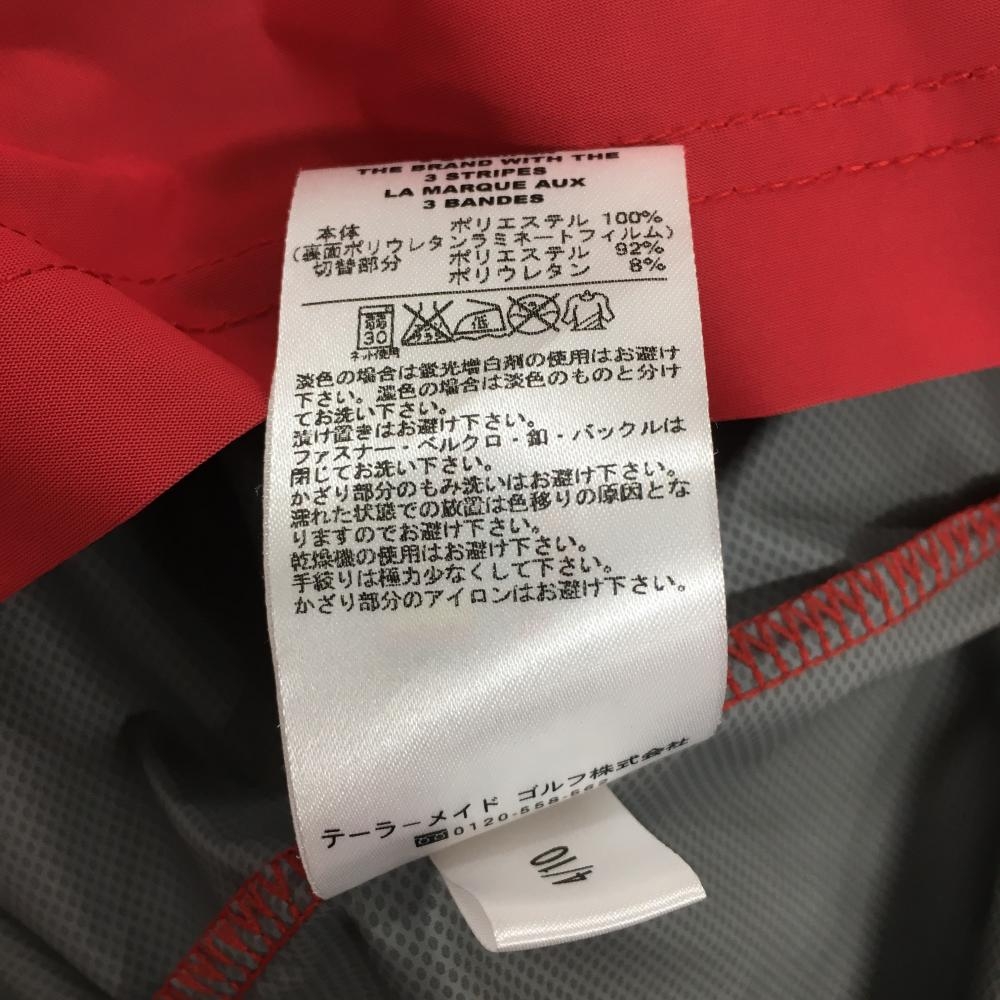 THE BRAND WITH THE
3 STRIPES
LA MARQUE AUX
3 BANDES
本体 ポリエステル 100%
(裏面ポリウレタンラミネートフィルム)
切替部分 ポリエステル 92%
ポリウレタン 8%
30
低
ネット使用
淡色の場合は蛍光増白剤の使用はお避け
下さい。濃色の場合は淡色のものと分け
てお洗い下さい。
漬け置きはお避け下さい。
ファスナー・ベルクロ・釦・バックルは
閉じてお洗い下さい。
かざり部分のもみ洗いはお避け下さい。
濡れた状態での放置は色移りの原因とな
りますのでお避け下さい。
乾燥機の使用はお避け下さい。
手絞りは極力少なくして下さい。
かざり部分のアイロンはお避け下さい。
テーラーメイド ゴルフ株式会社
0120-558-562
4/10